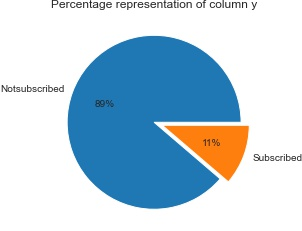 Percentage representation of column y
Notsubscribed
89%
11%
Subscribed